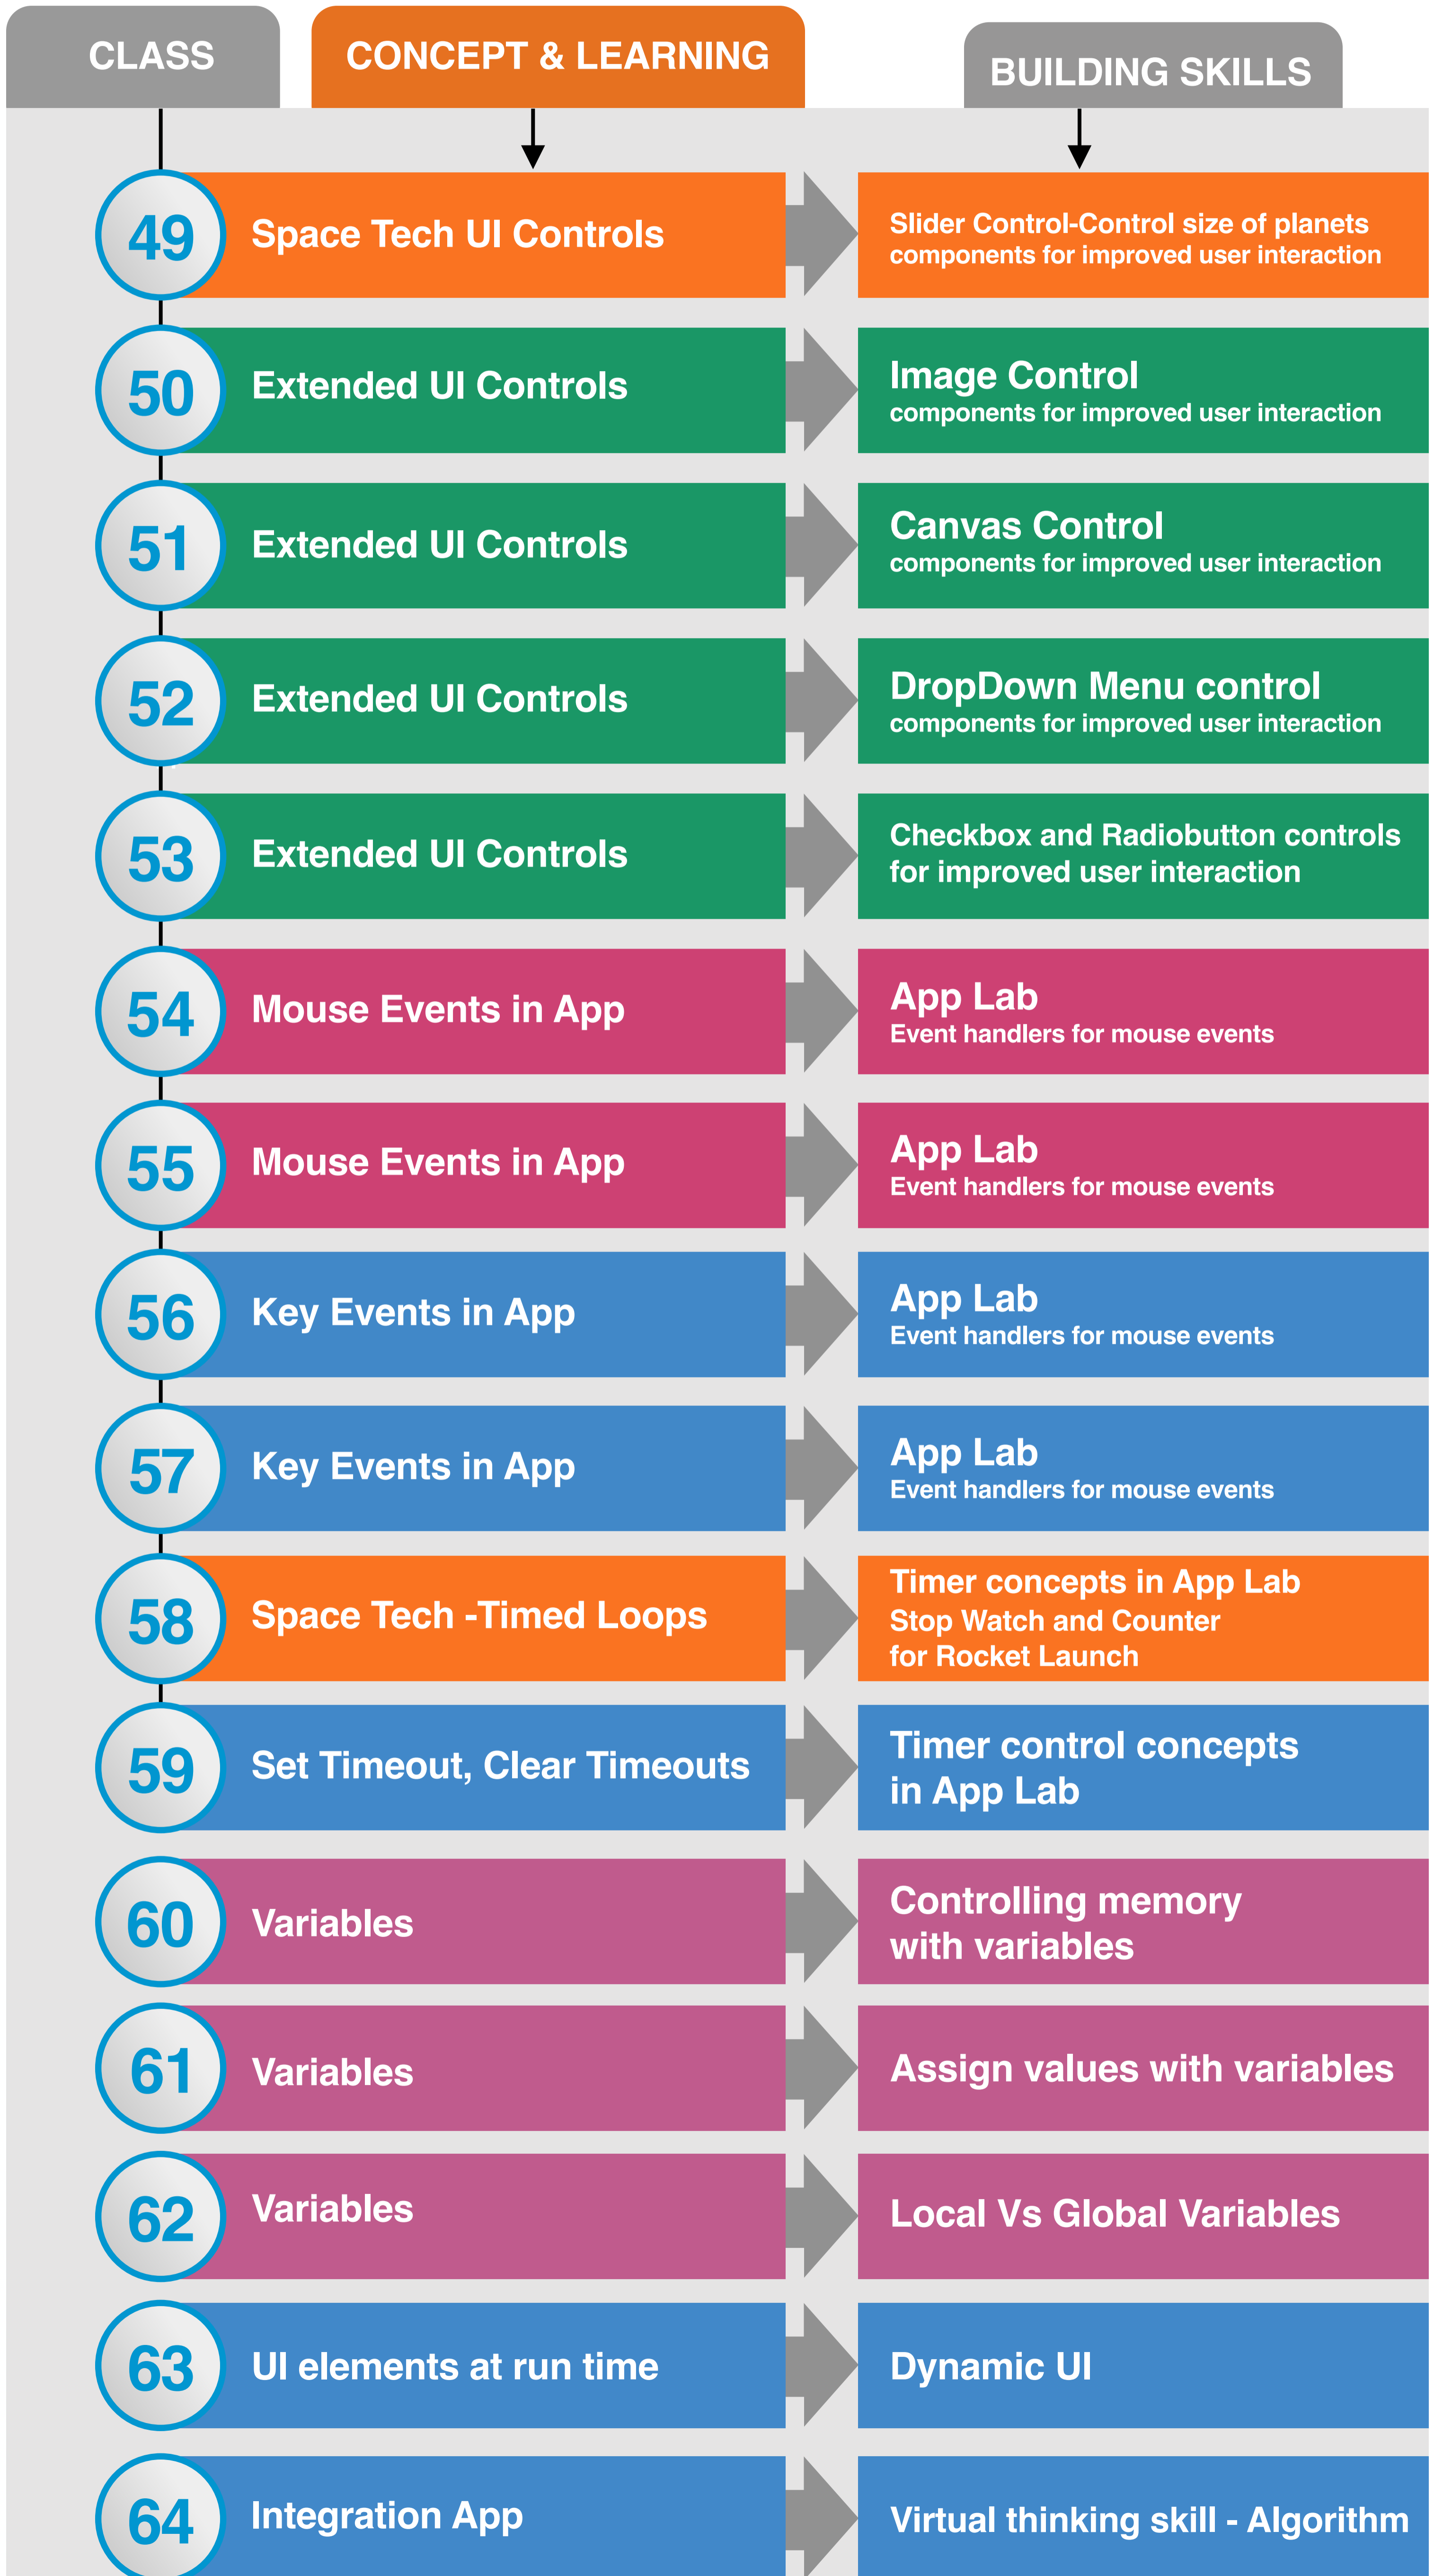 CLASS
CONCEPT & LEARNING
BUILDING SKILLS
49
Space Tech UI Controls
Slider Control-Control size of planets
components for improved user interaction
50
Extended UI Controls
Image Control
components for improved user interaction
51
Extended UI Controls
Canvas Control
components for improved user interaction
52
Extended UI Controls
DropDown Menu control
components for improved user interaction
53
Extended UI Controls
Checkbox and Radiobutton controls
for improved user interaction
54
Mouse Events in App
App Lab
Event handlers for mouse events
55
Mouse Events in App
App Lab
Event handlers for mouse events
56
Key Events in App
App Lab
Event handlers for mouse events
57
Key Events in App
App Lab
Event handlers for mouse events
58
Space Tech -Timed Loops
Timer concepts in App Lab
Stop Watch and Counter
for Rocket Launch
59
Set Timeout, Clear Timeouts
Timer control concepts
in App Lab
60
Variables
Controlling memory
with variables
61
Variables
Assign values with variables
62
Variables
Local Vs Global Variables
63
UI elements at run time
Dynamic UI
64
Integration App
Virtual thinking skill - Algorithm